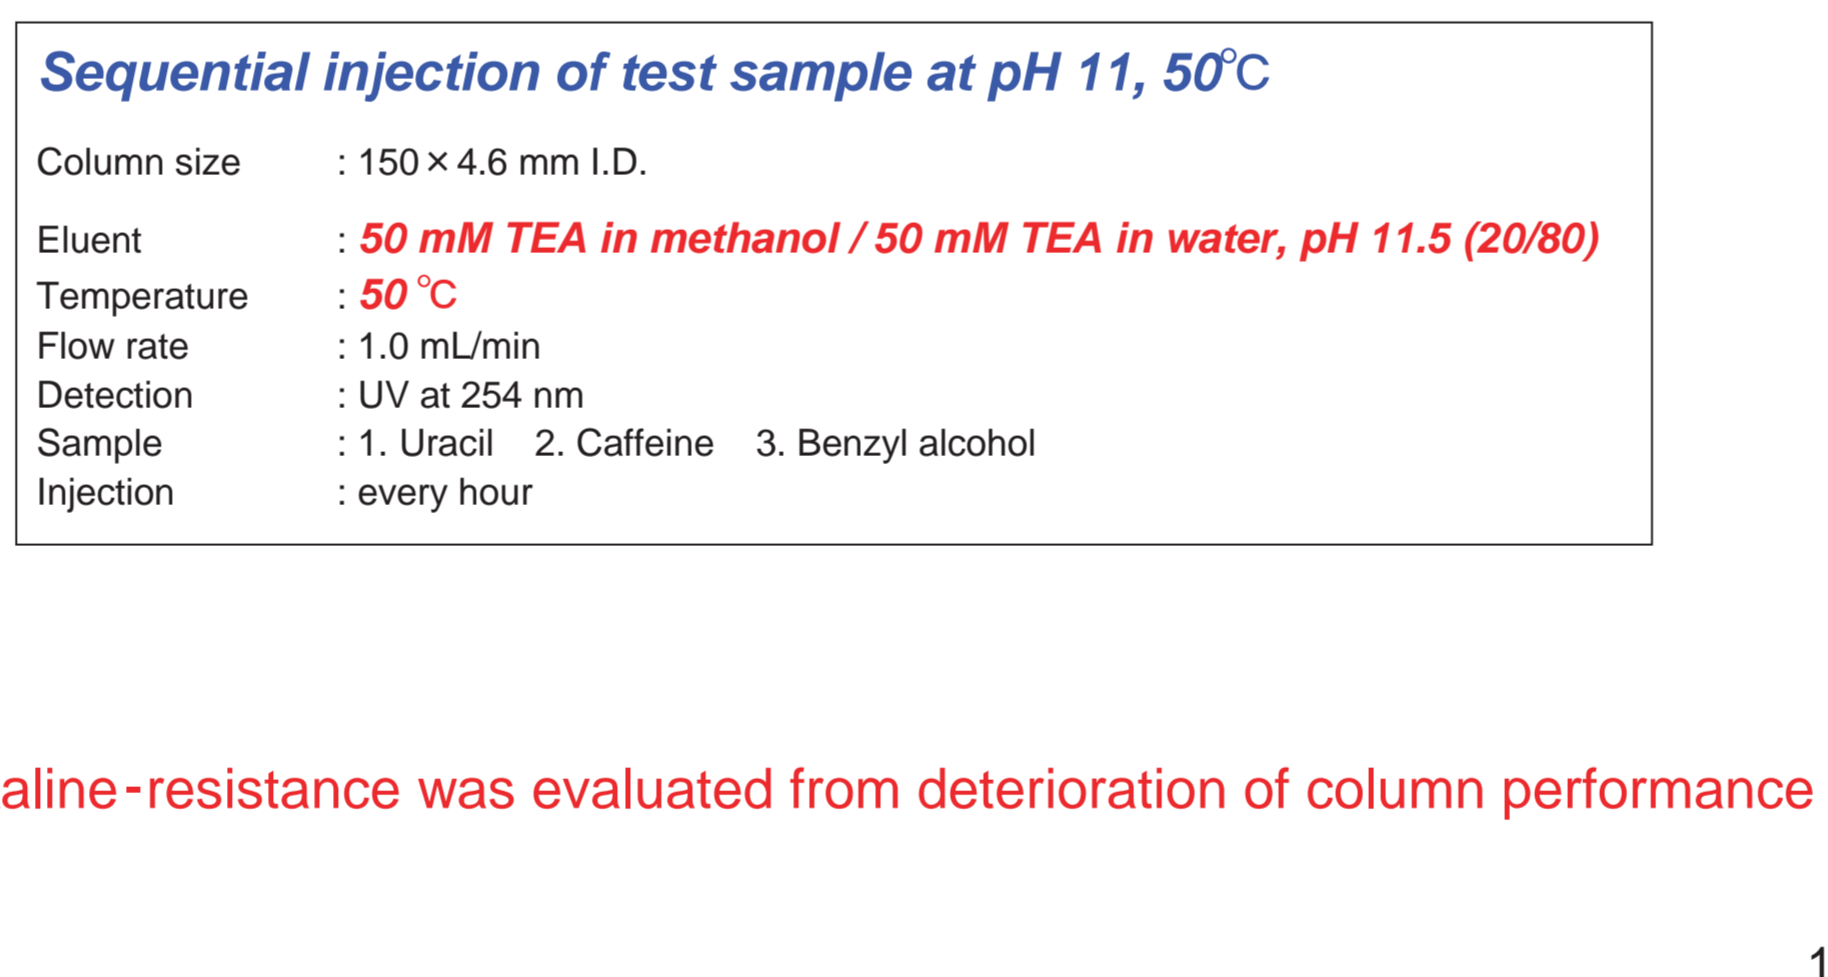 Sequential injection of test sample at pH 11, 50℃
Column size : 150×4.6 mm I.D.
Eluent : 50 mM TEA in methanol / 50 mM TEA in water, pH 11.5 (20/80)
Temperature : 50 ℃
Flow rate : 1.0 mL/min
Detection : UV at 254 nm
Sample : 1. Uracil 2. Caffeine 3. Benzyl alcohol
Injection : every hour
aline-resistance was evaluated from deterioration of column performance
1